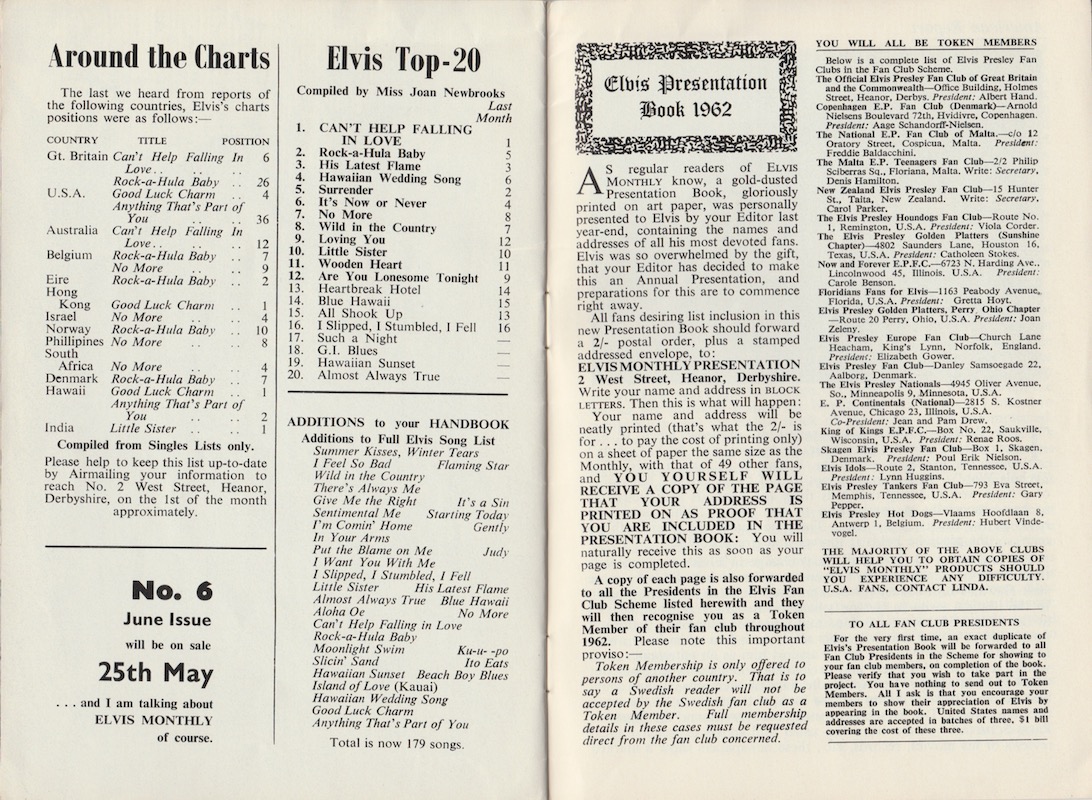 Around the Charts
The last we heard from reports of
the following countries, Elvis's charts
positions were as follows:—
COUNTRY TITLE POSITION
Gt. Britain Can't Help Falling In 6
Love.. .. ..
Rock-a-Hula Baby .. 26
U.S.A. Good Luck Charm .. 4
Anything That's Part of
You .. .. 36
Australia Can't Help Falling In
Love.. .. .. 12
Belgium Rock-a-Hula Baby .. 7
No More .. .. 9
Eire Rock-a-Hula Baby .. 2
Hong
Kong Good Luck Charm .. 1
Israel No More .. .. 4
Norway Rock-a-Hula Baby .. 10
Phillipines No More .. .. 8
South
Africa No More .. .. 4
Denmark Rock-a-Hula Baby .. 7
Hawaii Good Luck Charm .. 1
Anything That's Part of
You .. .. 2
India Little Sister .. .. 1
Compiled from Singles Lists only.
Please help to keep this list up-to-date
by Airmailing your information to
reach No. 2 West Street, Heanor,
Derbyshire, on the 1st of the month
approximately.
No. 6
June Issue
will be on sale
25th May
. . . and I am talking about
ELVIS MONTHLY
of course.
Elvis Top-20
Compiled by Miss Joan Newbrooks
Last
Month
1. CAN'T HELP FALLING
IN LOVE 1
2. Rock-a-Hula Baby 5
3. His Latest Flame 3
4. Hawaiian Wedding Song 6
5. Surrender 2
6. It's Now or Never 4
7. No More 8
8. Wild in the Country 7
9. Loving You 12
10. Little Sister 10
11. Wooden Heart 11
12. Are You Lonesome Tonight 9
13. Heartbreak Hotel 14
14. Blue Hawaii 15
15. All Shook Up 13
16. I Slipped, I Stumbled, I Fell 16
17. Such a Night —
18. G.I. Blues —
19. Hawaiian Sunset —
20. Almost Always True —
ADDITIONS to your HANDBOOK
Additions to Full Elvis Song List
Summer Kisses, Winter Tears
I Feel So Bad Flaming Star
Wild in the Country
There's Always Me
Give Me the Right It's a Sin
Sentimental Me Starting Today
I'm Comin' Home Gently
In Your Arms
Put the Blame on Me Judy
I Want You With Me
I Slipped, I Stumbled, I Fell
Little Sister His Latest Flame
Almost Always True Blue Hawaii
Aloha Oe No More
Can't Help Falling in Love
Rock-a-Hula Baby
Moonlight Swim Ku-u- -po
Slicin' Sand Ito Eats
Hawaiian Sunset Beach Boy Blues
Island of Love (Kauai)
Hawaiian Wedding Song
Good Luck Charm
Anything That's Part of You
Total is now 179 songs.
Elvis Presentation
Book 1962
AS regular readers of ELVIS
MONTHLY know, a gold-dusted
Presentation Book, gloriously
printed on art paper, was personally
presented to Elvis by your Editor last
year-end, containing the names and
addresses of all his most devoted fans.
Elvis was so overwhelmed by the gift,
that your Editor has decided to make
this an Annual Presentation, and
preparations for this are to commence
right away.
All fans desiring list inclusion in this
new Presentation Book should forward
a 2/- postal order, plus a stamped
addressed envelope, to:
ELVIS MONTHLY PRESENTATION
2 West Street, Heanor, Derbyshire.
Write your name and address in BLOCK
LETTERS. Then this is what will happen:
Your name and address will be
neatly printed (that's what the 2/- is
for . . . to pay the cost of printing only)
on a sheet of paper the same size as the
Monthly, with that of 49 other fans,
and YOU YOURSELF WILL
RECEIVE A COPY OF THE PAGE
THAT YOUR ADDRESS IS
PRINTED ON AS PROOF THAT
YOU ARE INCLUDED IN THE
PRESENTATION BOOK: You will
naturally receive this as soon as your
page is completed.
A copy of each page is also forwarded
to all the Presidents in the Elvis Fan
Club Scheme listed herewith and they
will then recognise you as a Token
Member of their fan club throughout
1962. Please note this important
proviso:—
Token Membership is only offered to
persons of another country. That is to
say a Swedish reader will not be
accepted by the Swedish fan club as a
Token Member. Full membership
details in these cases must be requested
direct from the fan club concerned.
YOU WILL ALL BE TOKEN MEMBERS
Below is a complete list of Elvis Presley Fan
Clubs in the Fan Club Scheme.
The Official Elvis Presley Fan Club of Great Britain
and the Commonwealth—Office Building, Holmes
Street, Heanor, Derbys. President: Albert Hand.
Copenhagen E.P. Fan Club (Denmark)—Arnold
Nielsens Boulevard 72th, Hvidivre, Copenhagen.
President: Aage Schandorff-Nielsen.
The National E.P. Fan Club of Malta.—c/o 12
Oratory Street, Cospicua, Malta. President:
Freddie Baldacchini.
The Malta E.P. Teenagers Fan Club—2/2 Philip
Sciberras Sq., Floriana, Malta. Write: Secretary,
Denis Hamilton.
New Zealand Elvis Presley Fan Club—15 Hunter
St., Taita, New Zealand. Write: Secretary,
Carol Parker.
The Elvis Presley Houndogs Fan Club—Route No.
1, Remington, U.S.A. President: Viola Corder.
The Elvis Presley Golden Platters (Sunshine
Chapter)—4802 Saunders Lane, Houston 16,
Texas, U.S.A. President: Catholeen Stokes.
Now and Forever E.P.F.C.—6723 N. Harding Ave.,
Lincolnwood 45, Illinois, U.S.A. President:
Carole Benson.
Floridians Fans for Elvis—1163 Peabody Avenue,
Florida, U.S.A. President: Gretta Hoyt.
Elvis Presley Golden Platters, Perry Ohio Chapter
—Route 20 Perry, Ohio, U.S.A. President: Joan
Zeleny.
Elvis Presley Europe Fan Club—Church Lane
Heacham, King's Lynn, Norfolk, England.
President: Elizabeth Gower.
Elvis Presley Fan Club—Danley Samsoegade 22,
Aalborg, Denmark.
The Elvis Presley Nationals—4945 Oliver Avenue,
So., Minneapolis 9, Minnesota, U.S.A.
E. P. Continentals (National)—2815 S. Kostner
Avenue, Chicago 23, Illinois, U.S.A.
Co-President: Jean and Pam Drew.
King of Kings E.P.F.C.—Box No. 22, Saukville,
Wisconsin, U.S.A. President: Renae Roos.
Skagen Elvis Presley Fan Club—Box 1, Skagen,
Denmark. President: Poul Erik Nielson.
Elvis Idols—Route 2, Stanton, Tennessee, U.S.A.
President: Lynn Huggins.
Elvis Presley Tankers Fan Club—793 Eva Street,
Memphis, Tennessee, U.S.A. President: Gary
Pepper.
Elvis Presley Hot Dogs—Vlaams Hoofdlaan 8,
Antwerp 1, Belgium. President: Hubert Vinde-
vogel.
THE MAJORITY OF THE ABOVE CLUBS
WILL HELP YOU TO OBTAIN COPIES OF
"ELVIS MONTHLY" PRODUCTS SHOULD
YOU EXPERIENCE ANY DIFFICULTY.
U.S.A. FANS, CONTACT LINDA.
TO ALL FAN CLUB PRESIDENTS
For the very first time, an exact duplicate of
Elvis's Presentation Book will be forwarded to all
Fan Club Presidents in the Scheme for showing to
your fan club members, on completion of the book.
Please verify that you wish to take part in the
project. You have nothing to send out to Token
Members. All I ask is that you encourage your
members to show their appreciation of Elvis by
appearing in the book. United States names and
addresses are accepted in batches of three, $1 bill
covering the cost of these three.